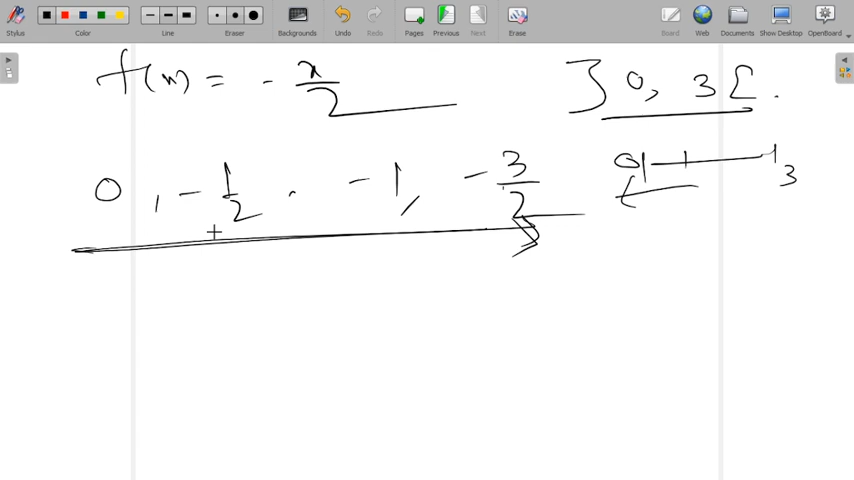 Stylus Color Line Eraser Backgrounds Undo Redo Pages Previous Next Erase Board Web Documants Show Desktop OpenBoard
f(x) = - x/2 ]0, 3[.
0, -1/2 . -1, -3/2 0 3